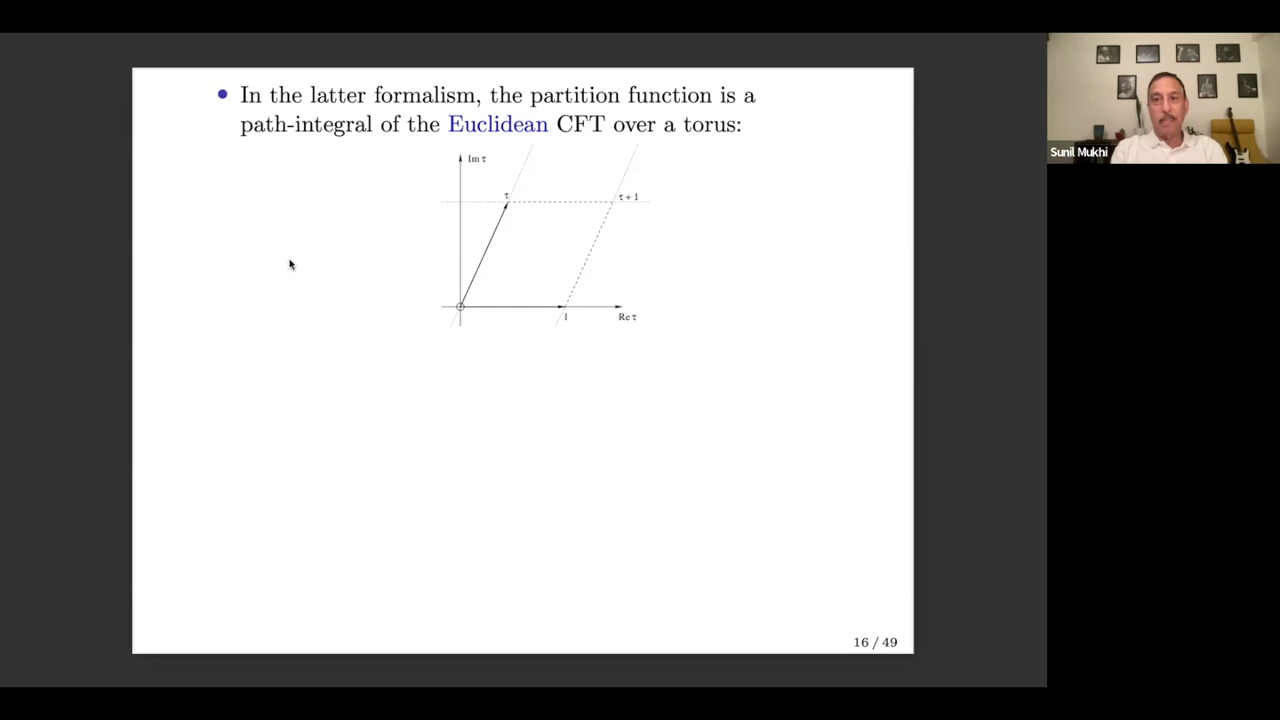 • In the latter formalism, the partition function is a
path-integral of the Euclidean CFT over a torus:
Im τ
τ
τ + 1
1
Re τ
16 / 49
Sunil Mukhi